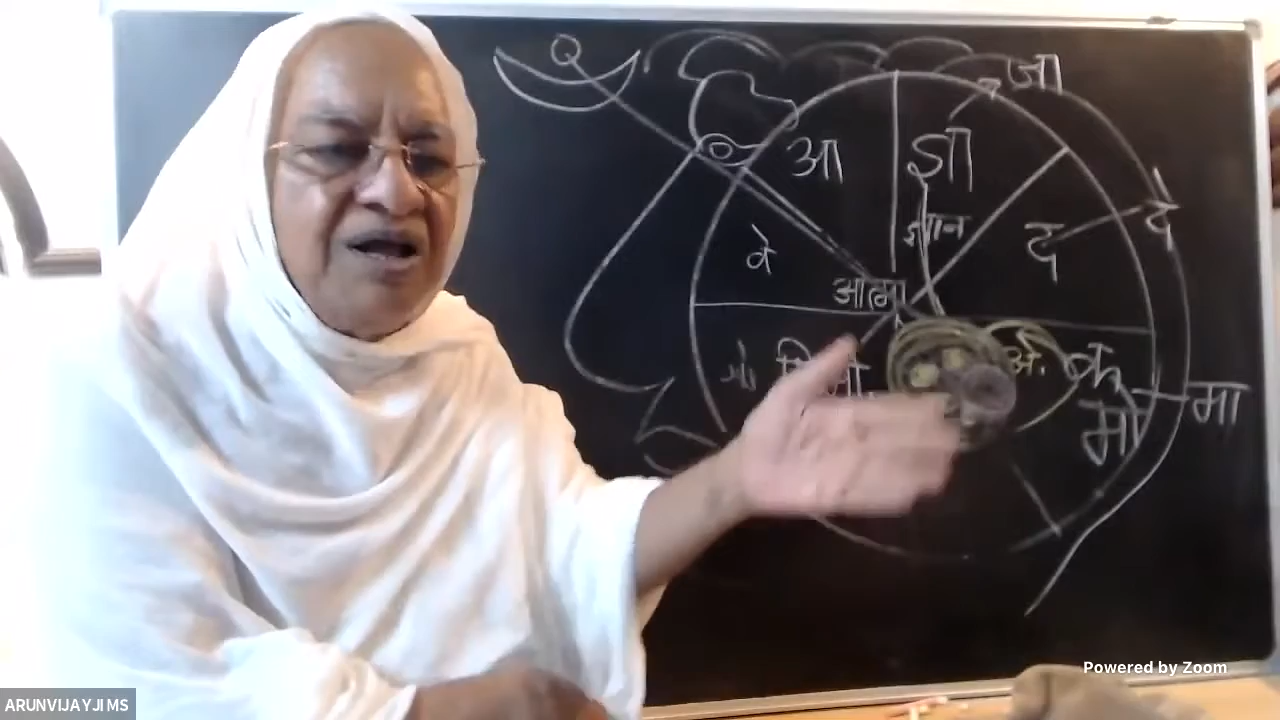 जा
आ
ज्ञा
ज्ञान
द
दे
वे
आत्मा
गो
अं.
क
मो
मा
Powered by Zoom
ARUNVIJAYJI MS